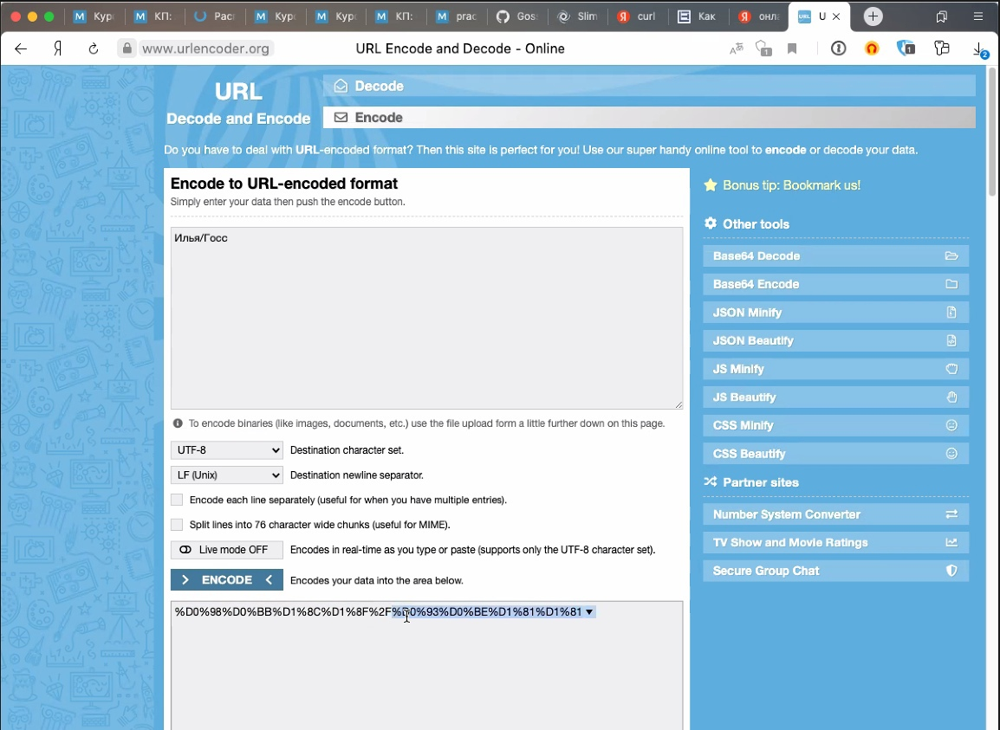 Кур
КП:
Рас
Кур
Кур
КП:
prac
Gos
Slim
curl
Как
онл
U
www.urlencoder.org
URL Encode and Decode - Online
1
1
2
URL
Decode and Encode
Decode
Encode
Do you have to deal with URL-encoded format? Then this site is perfect for you! Use our super handy online tool to encode or decode your data.
Encode to URL-encoded format
Simply enter your data then push the encode button.
Илья/Госс
To encode binaries (like images, documents, etc.) use the file upload form a little further down on this page.
UTF-8 Destination character set.
LF (Unix) Destination newline separator.
Encode each line separately (useful for when you have multiple entries).
Split lines into 76 character wide chunks (useful for MIME).
Live mode OFF Encodes in real-time as you type or paste (supports only the UTF-8 character set).
> ENCODE < Encodes your data into the area below.
%D0%98%D0%BB%D1%8C%D1%8F%2F%D0%93%D0%BE%D1%81%D1%81
Bonus tip: Bookmark us!
Other tools
Base64 Decode
Base64 Encode
JSON Minify
JSON Beautify
JS Minify
JS Beautify
CSS Minify
CSS Beautify
Partner sites
Number System Converter
TV Show and Movie Ratings
Secure Group Chat